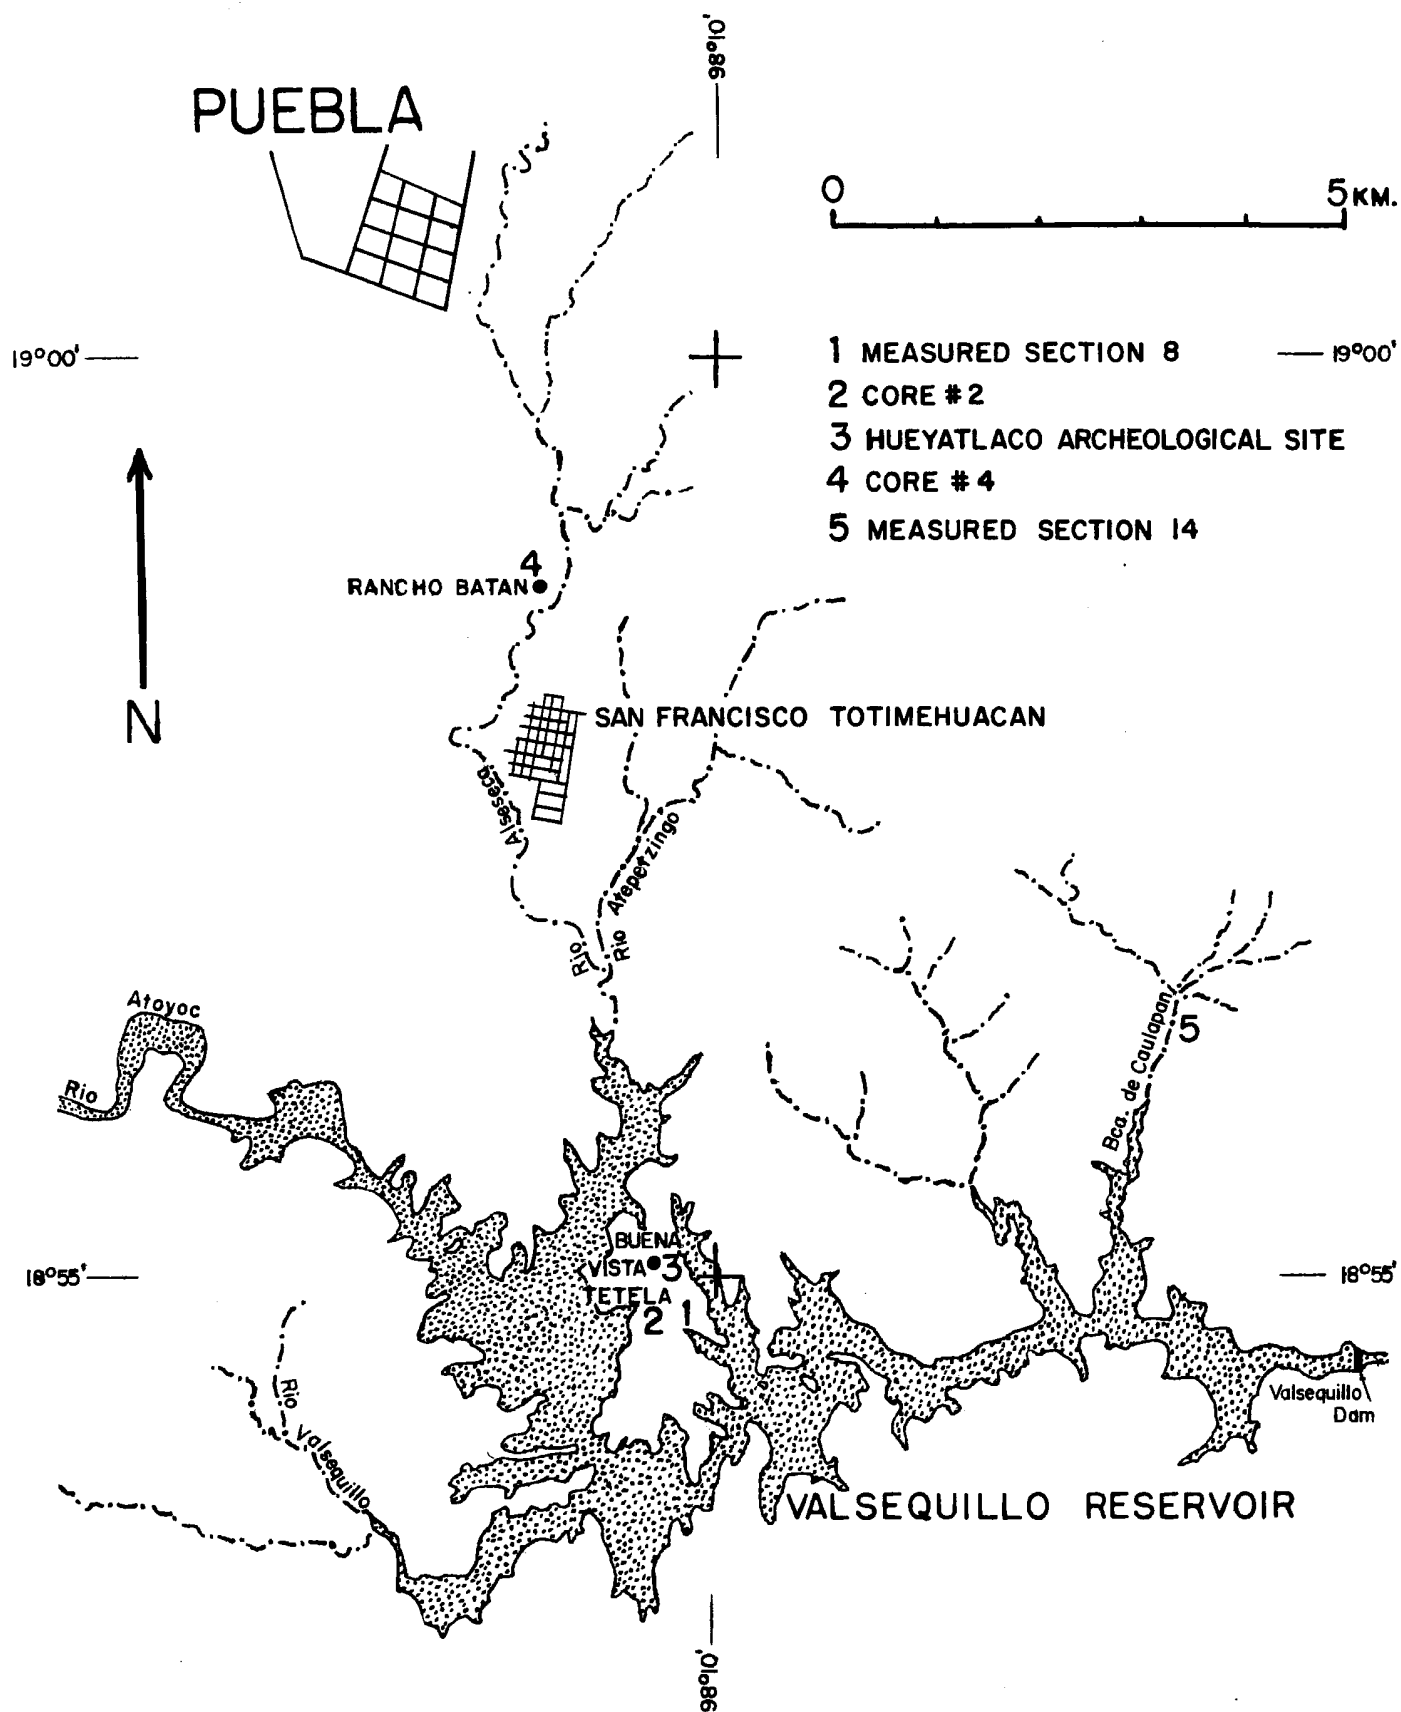 98°10'
PUEBLA
0 5 KM.
19°00'
1 MEASURED SECTION 8
19°00'
2 CORE #2
3 HUEYATLACO ARCHEOLOGICAL SITE
4 CORE #4
5 MEASURED SECTION 14
4
RANCHO BATAN
N
SAN FRANCISCO TOTIMEHUACAN
Rio Alseseca
Rio Atepetzingo
Rio Atoyoc
Bca. de Caulapan
5
BUENA
VISTA 3
TETELA
2 1
18°55'
18°55'
Rio Valsequillo
Valsequillo
Dam
VALSEQUILLO RESERVOIR
98°10'